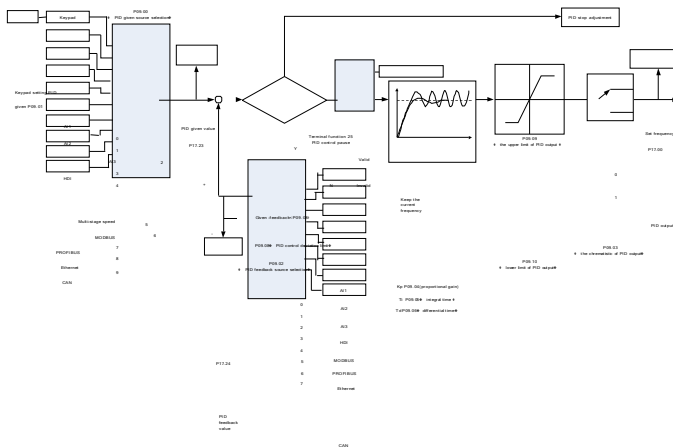 P09.00
PID given source selection
Keypad
PID stop adjustment
Keypad setting PID
given P09.01
AI1
AI2
AI3
HDI
Multi-stage speed
MODBUS
PROFIBUS
Ethernet
CAN
0
1
2
3
4
5
6
7
8
9
PID given value
P17.23
+
-
Terminal function 25
PID control pause
Y
Valid
N
Invalid
Keep the
current
frequency
Given -feedback
P09.08
PID control deviation limit
P09.02
PID feedback source selection
AI1
AI2
AI3
HDI
MODBUS
PROFIBUS
Ethernet
CAN
0
1
2
3
4
5
6
7
P17.24
PID
feedback
value
Kp P09.04(proportional gain)
Ti P09.05 integral time
Td P09.06 differential time
P09.09
the upper limit of PID output
P09.10
lower limit of PID output
P09.03
the characteristic of PID output
0
1
Set frequency
P17.00
PID output